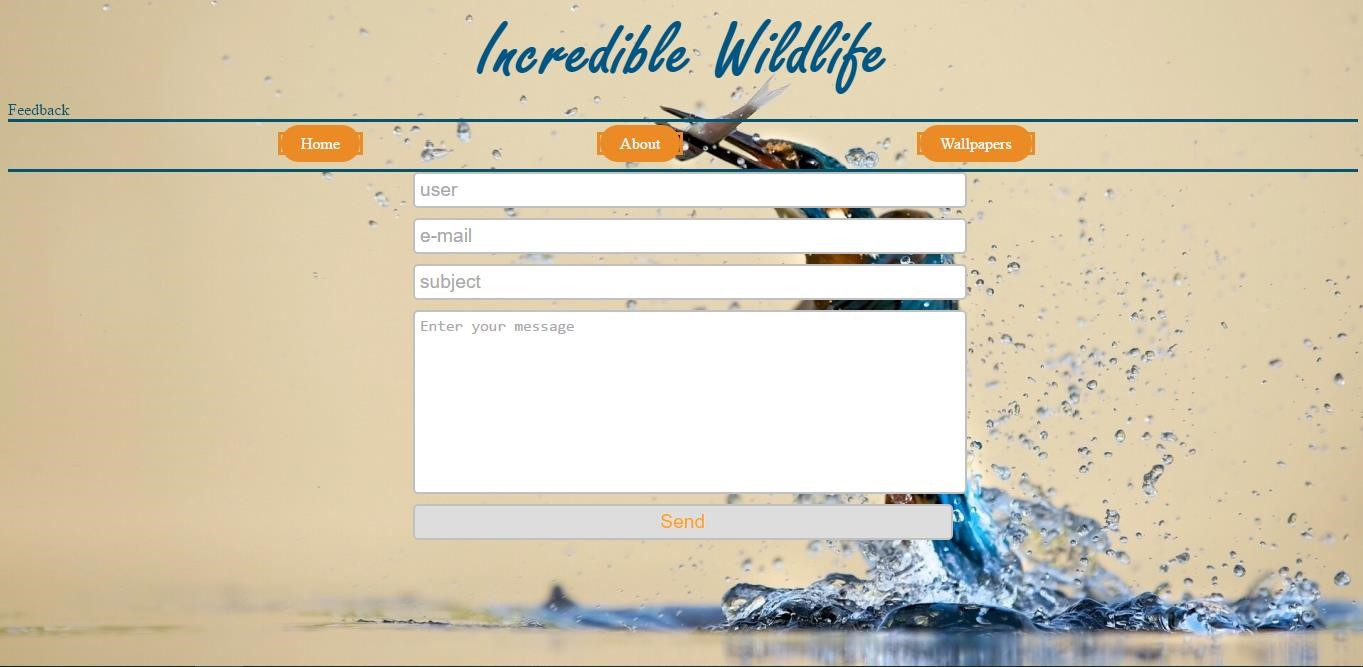 Incredible Wildlife
Feedback
Home About Wallpapers
user
e-mail
subject
Enter your message
Send